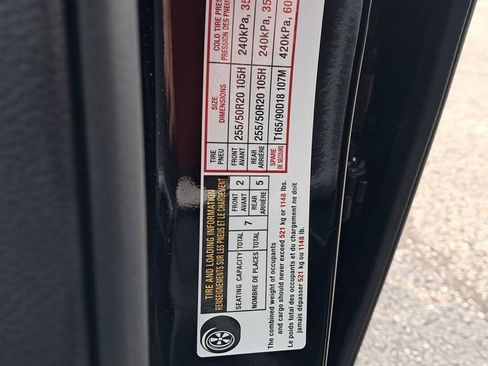 TIRE AND LOADING INFORMATION
RENSEIGNEMENTS SUR LES PNEUS ET LE CHARGEMENT
SEATING CAPACITY TOTAL 7 FRONT 2 REAR 5
NOMBRE DE PLACES TOTAL AVANT ARRIÈRE
The combined weight of occupants
and cargo should never exceed 521 kg or 1148 lbs.
Le poids total des occupants et du chargement ne doit
jamais dépasser 521 kg ou 1148 lb.
TIRE SIZE COLD TIRE PRES
PNEU DIMENSIONS PRESSION DES PNEUS
FRONT 255/50R20 105H 240kPa, 35
AVANT
REAR 255/50R20 105H 240kPa, 35
ARRIÈRE
SPARE T165/90D18 107M 420kPa, 60
DE SECOURS